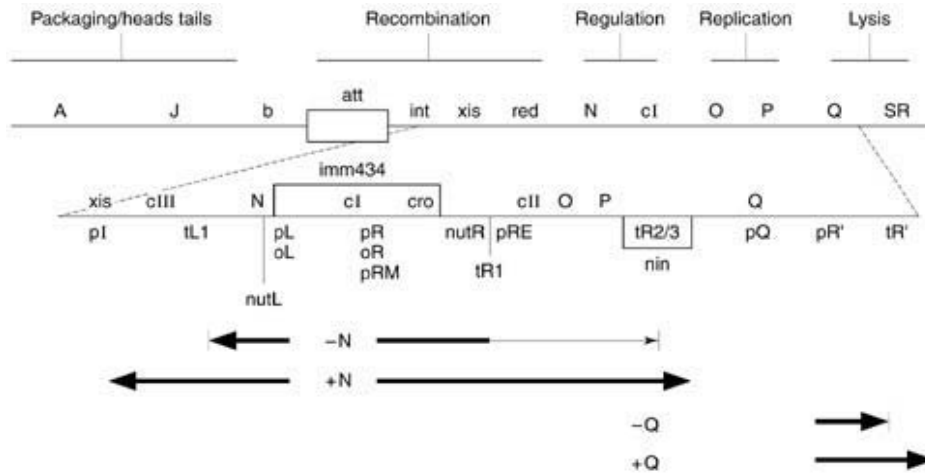 Packaging/heads tails Recombination Regulation Replication Lysis
A J b att int xis red N cI O P Q SR
imm434
xis cIII N cI cro cII O P Q
pI tL1 pL pR nutR pRE tR2/3 pQ pR' tR'
oL oR tR1 nin
pRM
nutL
–N
+N
–Q
+Q